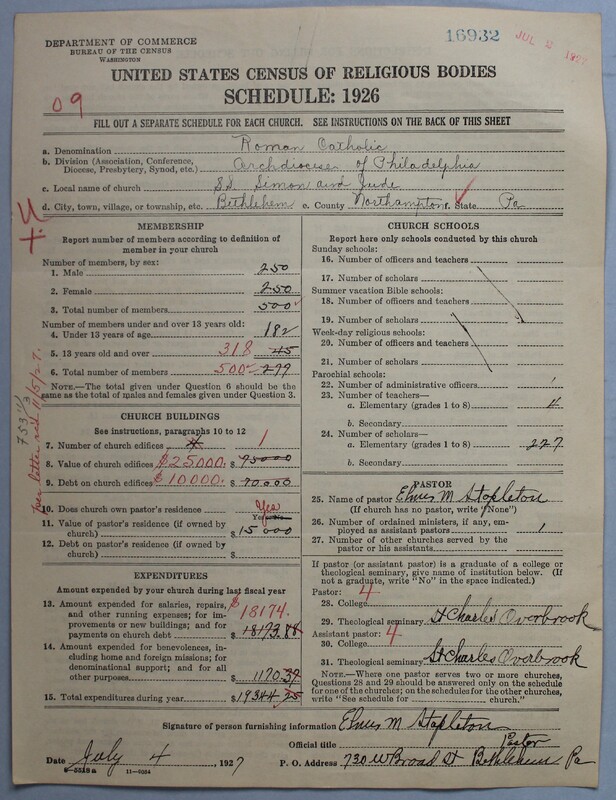 DEPARTMENT OF COMMERCE
BUREAU OF THE CENSUS
WASHINGTON
16932
JUL
UNITED STATES CENSUS OF RELIGIOUS BODIES
SCHEDULE: 1926
09
FILL OUT A SEPARATE SCHEDULE FOR EACH CHURCH. SEE INSTRUCTIONS ON THE BACK OF THIS SHEET
a. Denomination Roman Catholic
b. Division (Association, Conference, Diocese, Presbytery, Synod, etc.) Archdiocese of Philadelphia
c. Local name of church SS. Simon and Jude
d. City, town, village, or township, etc. Bethlehem e. County Northampton f. State Pa
MEMBERSHIP
Report number of members according to definition of
member in your church
Number of members, by sex:
1. Male 250
2. Female 250
3. Total number of members 500
Number of members under and over 13 years old:
4. Under 13 years of age 182
5. 13 years old and over 318
6. Total number of members 500
NOTE.—The total given under Question 6 should be the
same as the total of males and females given under Question 3.
CHURCH BUILDINGS
See instructions, paragraphs 10 to 12
7. Number of church edifices 1
8. Value of church edifices $25000. $ 75000
9. Debt on church edifices $10000. $ 70000
10. Does church own pastor's residence Yes
11. Value of pastor's residence (if owned by
church) $ 15000
12. Debt on pastor's residence (if owned by
church) $
EXPENDITURES
Amount expended by your church during last fiscal year
13. Amount expended for salaries, repairs,
and other running expenses; for im-
provements or new buildings; and for
payments on church debt $18174. $ 18173.88
14. Amount expended for benevolences,
including home and foreign missions; for
denominational support; and for all
other purposes 1170.37
15. Total expenditures during year $ 19344.25
CHURCH SCHOOLS
Report here only schools conducted by this church
Sunday schools:
16. Number of officers and teachers
17. Number of scholars
Summer vacation Bible schools:
18. Number of officers and teachers
19. Number of scholars
Week-day religious schools:
20. Number of officers and teachers
21. Number of scholars
Parochial schools:
22. Number of administrative officers 1
23. Number of teachers—
a. Elementary (grades 1 to 8) 4
b. Secondary
24. Number of scholars—
a. Elementary (grades 1 to 8) 227
b. Secondary
PASTOR
25. Name of pastor Elmus M Stapleton
(If church has no pastor, write "None")
26. Number of ordained ministers, if any, em-
ployed as assistant pastors 1
27. Number of other churches served by the
pastor or his assistants
If pastor (or assistant pastor) is a graduate of a college or
theological seminary, give name of institution below. (If
not a graduate, write "No" in the space indicated.)
Pastor: 4
28. College
29. Theological seminary St Charles Overbrook
Assistant pastor: 4
30. College
31. Theological seminary St Charles Overbrook
NOTE.—Where one pastor serves two or more churches,
Questions 28 and 29 should be answered only on the schedule
for one of the churches; on the schedules for the other churches,
write "See schedule for church."
Signature of person furnishing information Elmus M Stapleton
Official title Pastor
Date July 4, 1927 P. O. Address 730 W Broad St Bethlehem Pa
8-5518 a 11-5054